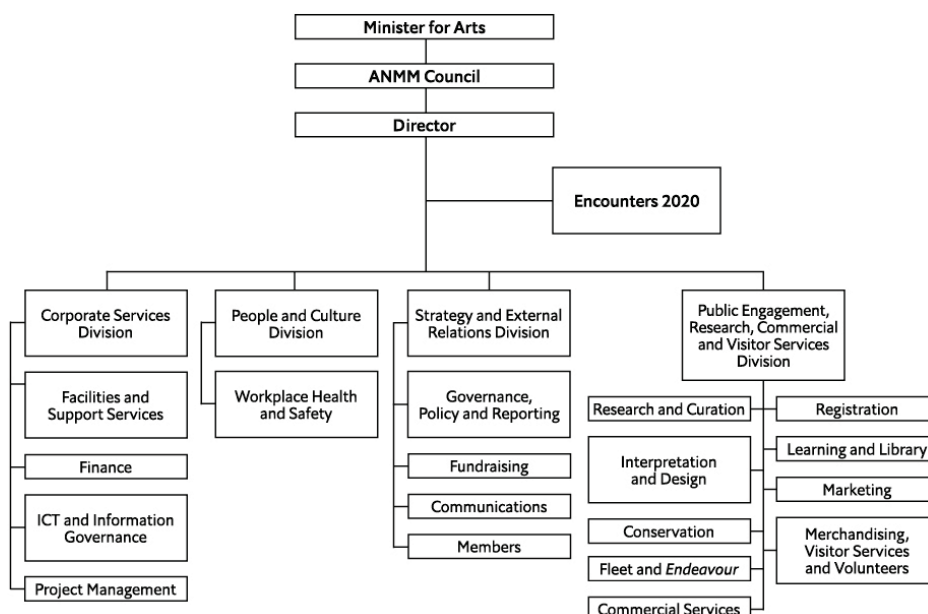 Minister for Arts
ANMM Council
Director
Encounters 2020
Corporate Services
Division
Facilities and
Support Services
Finance
ICT and Information
Governance
Project Management
People and Culture
Division
Workplace Health
and Safety
Strategy and External
Relations Division
Governance,
Policy and Reporting
Fundraising
Communications
Members
Public Engagement,
Research, Commercial
and Visitor Services
Division
Research and Curation
Interpretation
and Design
Conservation
Fleet and Endeavour
Commercial Services
Registration
Learning and Library
Marketing
Merchandising,
Visitor Services
and Volunteers